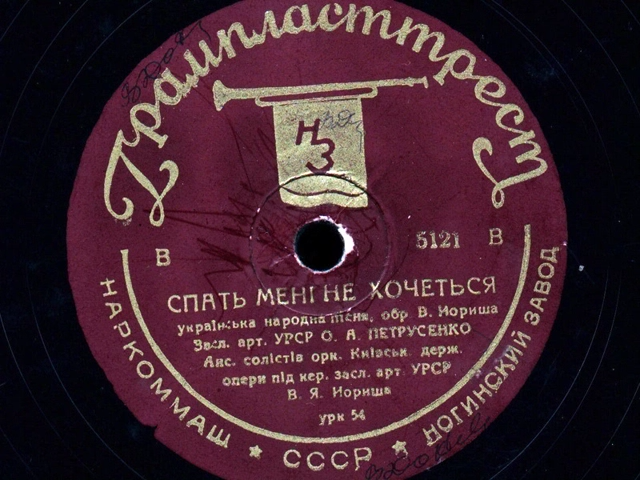 Грампласттрест
НЗ
В 5121 В
СПАТЬ МЕНІ НЕ ХОЧЕТЬСЯ
українська народна пісня, обр. В. Йориша
Засл. арт. УРСР О. А. ПЕТРУСЕНКО
Анс. солістів орк. Київськ. держ.
опери під кер. засл. арт. УРСР
В. Я. Йориша
урк 54
НАРКОММАШ ★ СССР ★ НОГИНСКИЙ ЗАВОД